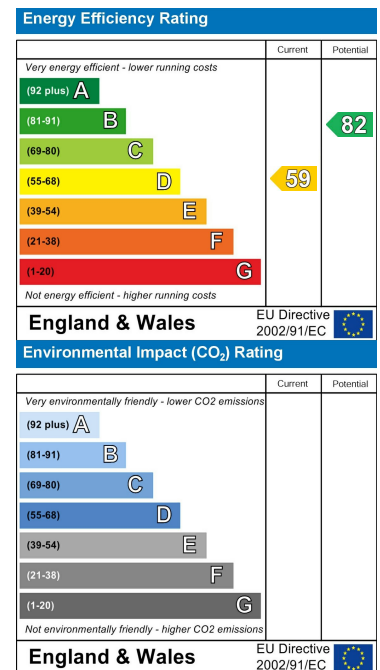 Energy Efficiency Rating
Current Potential
Very energy efficient - lower running costs
(92 plus) A
(81-91) B
82
(69-80) C
(55-68) D
59
(39-54) E
(21-38) F
(1-20) G
Not energy efficient - higher running costs
England & Wales
EU Directive
2002/91/EC
Environmental Impact (CO₂) Rating
Current Potential
Very environmentally friendly - lower CO2 emissions
(92 plus) A
(81-91) B
(69-80) C
(55-68) D
(39-54) E
(21-38) F
(1-20) G
Not environmentally friendly - higher CO2 emissions
England & Wales
EU Directive
2002/91/EC